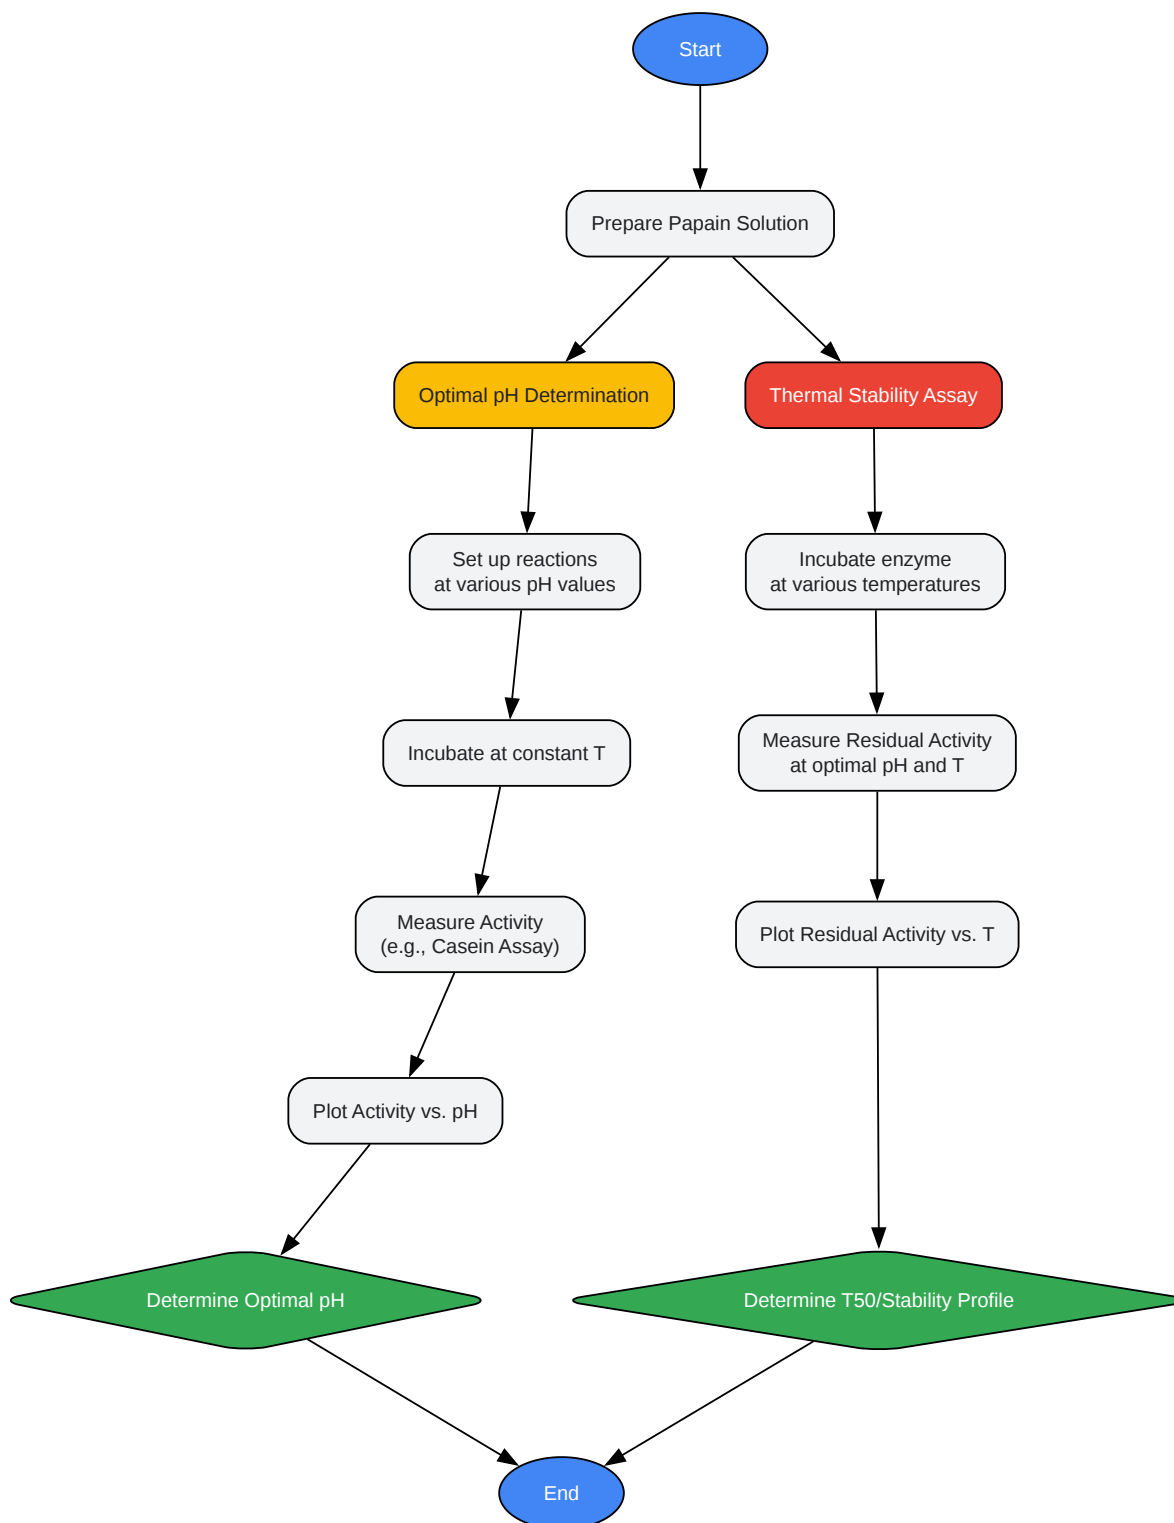 Start
Prepare Papain Solution
Optimal pH Determination
Thermal Stability Assay
Set up reactions
at various pH values
Incubate enzyme
at various temperatures
Incubate at constant T
Measure Residual Activity
at optimal pH and T
Measure Activity
(e.g., Casein Assay)
Plot Residual Activity vs. T
Plot Activity vs. pH
Determine Optimal pH
Determine T50/Stability Profile
End